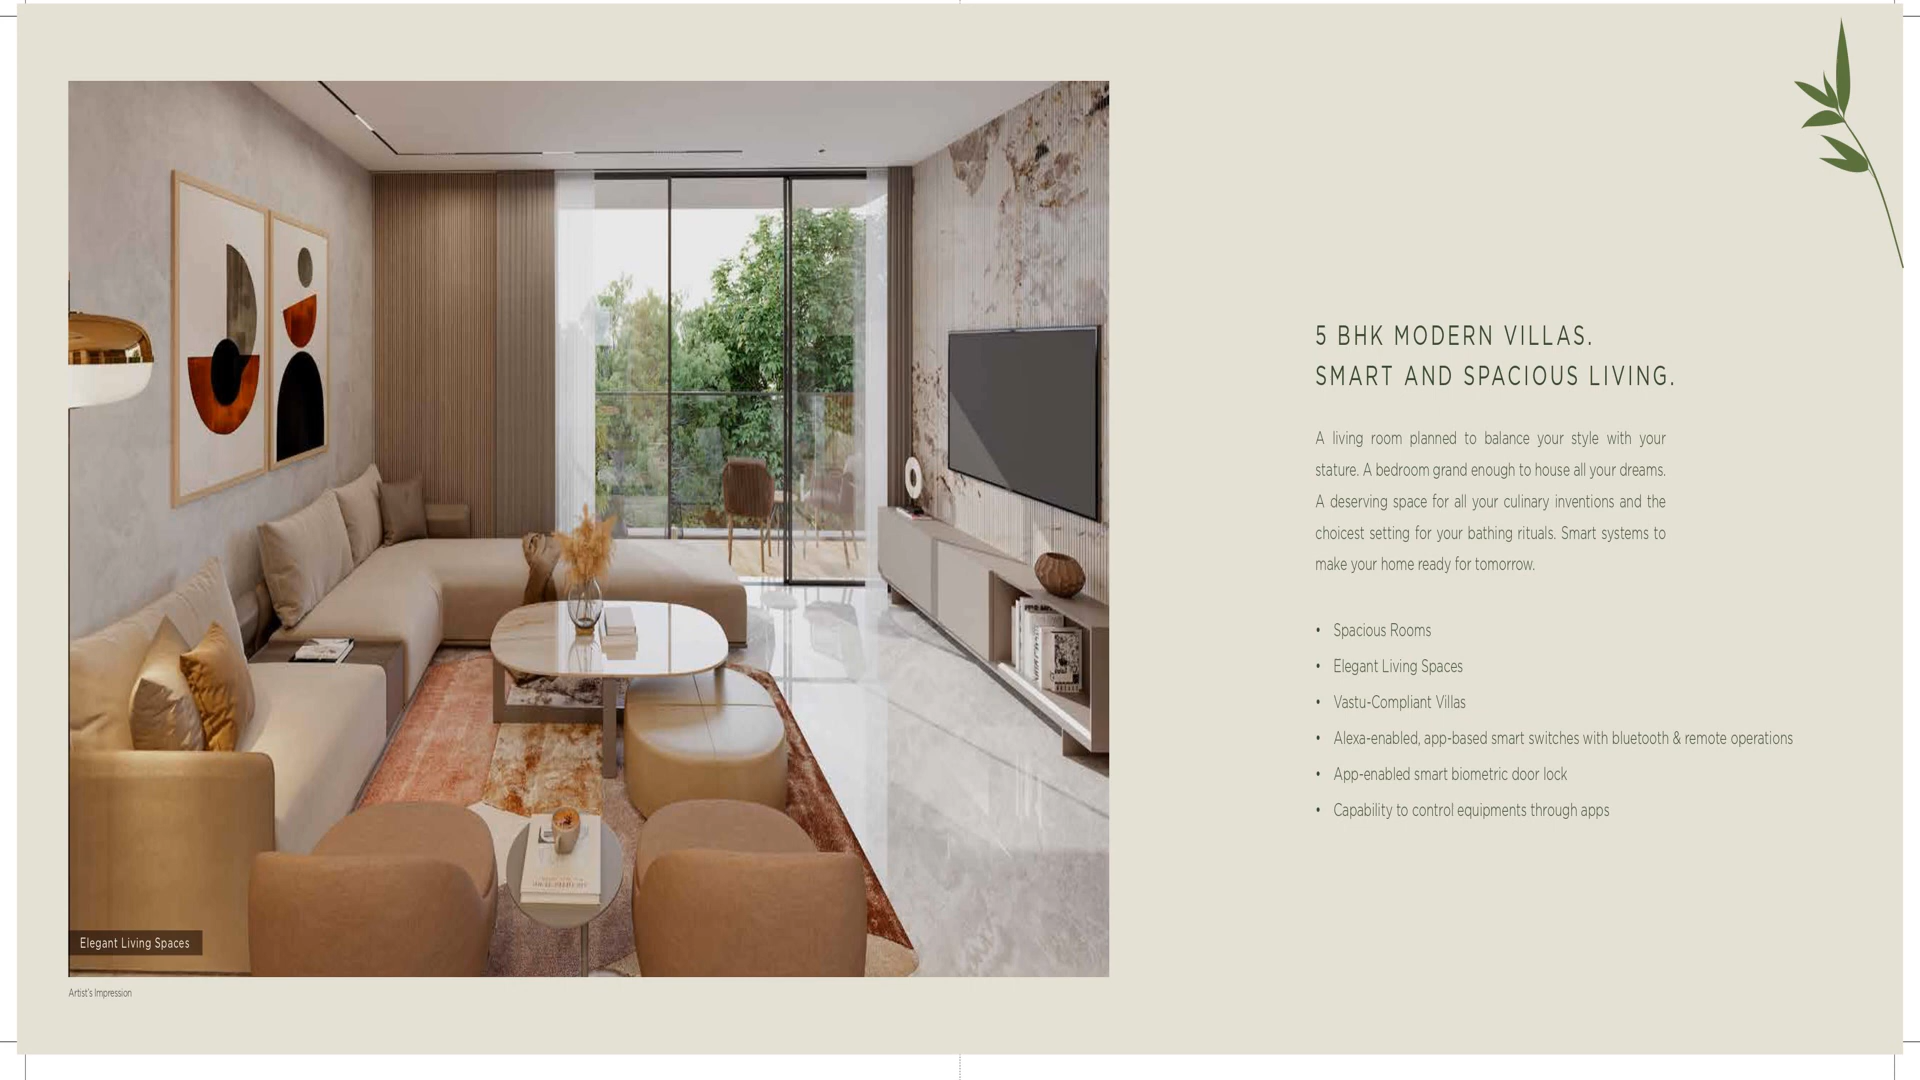 5 BHK MODERN VILLAS.
SMART AND SPACIOUS LIVING.
A living room planned to balance your style with your
stature. A bedroom grand enough to house all your dreams.
A deserving space for all your culinary inventions and the
choicest setting for your bathing rituals. Smart systems to
make your home ready for tomorrow.
• Spacious Rooms
• Elegant Living Spaces
• Vastu-Compliant Villas
• Alexa-enabled, app-based smart switches with bluetooth & remote operations
• App-enabled smart biometric door lock
• Capability to control equipments through apps
Elegant Living Spaces
Artist's Impression